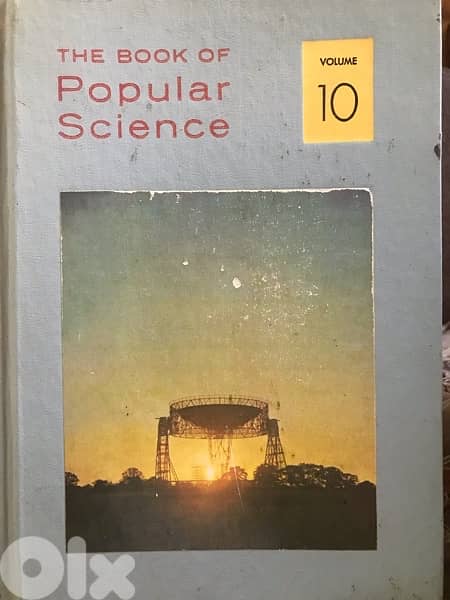 THE BOOK OF
Popular
Science
VOLUME
10
Olx